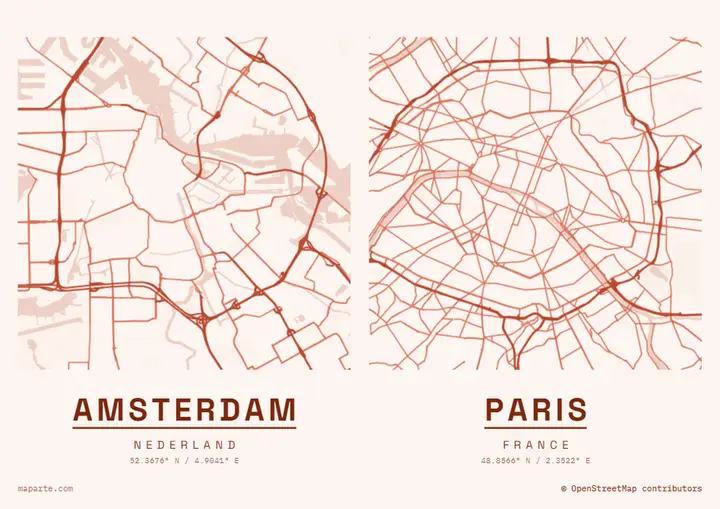 AMSTERDAM
NEDERLAND
52.3676° N / 4.9041° E
PARIS
FRANCE
48.8566° N / 2.3522° E
maparte.com
© OpenStreetMap contributors